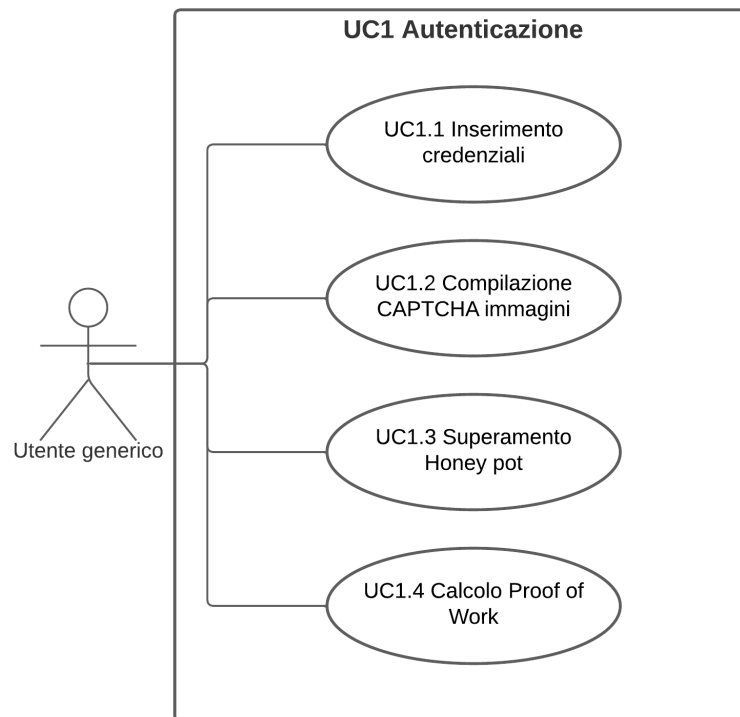 UC1 Autenticazione
UC1.1 Inserimento
credenziali
UC1.2 Compilazione
CAPTCHA immagini
UC1.3 Superamento
Honey pot
Utente generico
UC1.4 Calcolo Proof of
Work